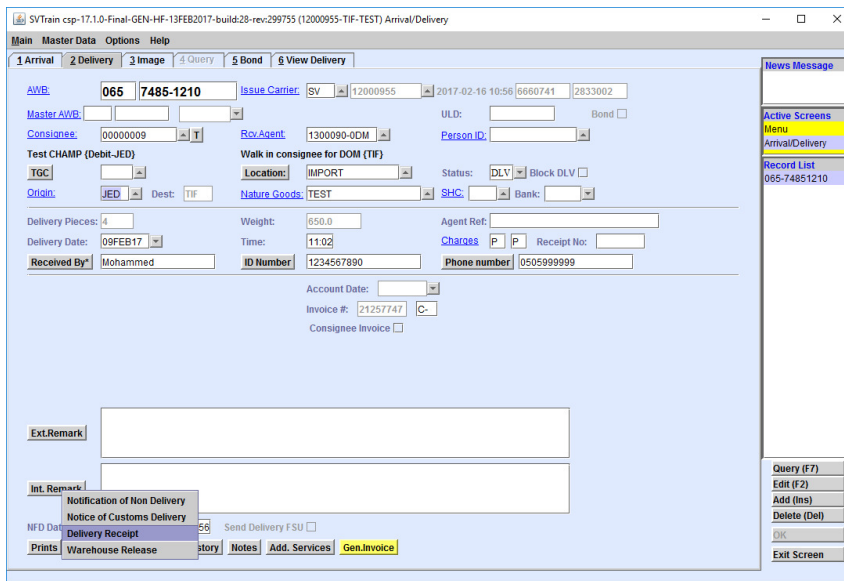 SVTrain csp-17.1.0-Final-GEN-HF-13FEB2017-build:28-rev:299755 (12000955-TIF-TEST) Arrival/Delivery
Main Master Data Options Help
1 Arrival 2 Delivery 3 Image 4 Query 5 Bond 6 View Delivery
AWB: 065 7485-1210 Issue Carrier: SV 12000955 2017-02-16 10:56 6660741 2833002
Master AWB: ULD: Bond
Consignee: 00000009 T Rcv.Agent: 1300090-0DM Person ID:
Test CHAMP {Debit-JED} Walk in consignee for DOM {TIF}
TGC Location: IMPORT Status: DLV Block DLV
Origin: JED Dest: TIF Nature Goods: TEST SHC: Bank:
Delivery Pieces: 4 Weight: 650.0 Agent Ref:
Delivery Date: 09FEB17 Time: 11:02 Charges P P Receipt No:
Received By* Mohammed ID Number 1234567890 Phone number 0505999999
Account Date:
Invoice #: 21257747 C-
Consignee Invoice
Ext.Remark
Int. Remark
Notification of Non Delivery
Notice of Customs Delivery
NFD Dat 56 Send Delivery FSU
Delivery Receipt
Prints Warehouse Release story Notes Add. Services Gen.Invoice
News Message
Active Screens
Menu
Arrival/Delivery
Record List
065-74851210
Query (F7)
Edit (F2)
Add (Ins)
Delete (Del)
OK
Exit Screen